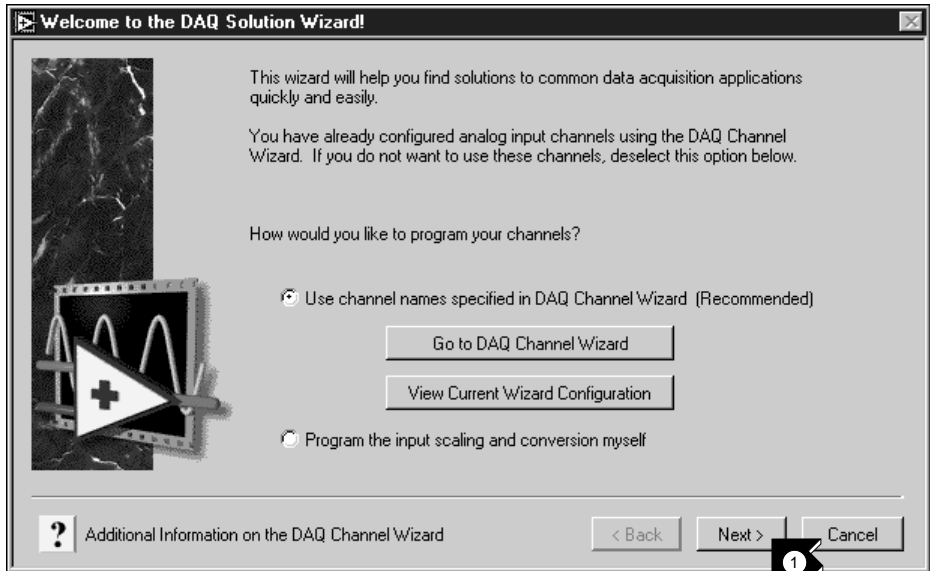 Welcome to the DAQ Solution Wizard!
This wizard will help you find solutions to common data acquisition applications
quickly and easily.
You have already configured analog input channels using the DAQ Channel
Wizard. If you do not want to use these channels, deselect this option below.
How would you like to program your channels?
Use channel names specified in DAQ Channel Wizard (Recommended)
Go to DAQ Channel Wizard
View Current Wizard Configuration
Program the input scaling and conversion myself
? Additional Information on the DAQ Channel Wizard
< Back Next > Cancel
1